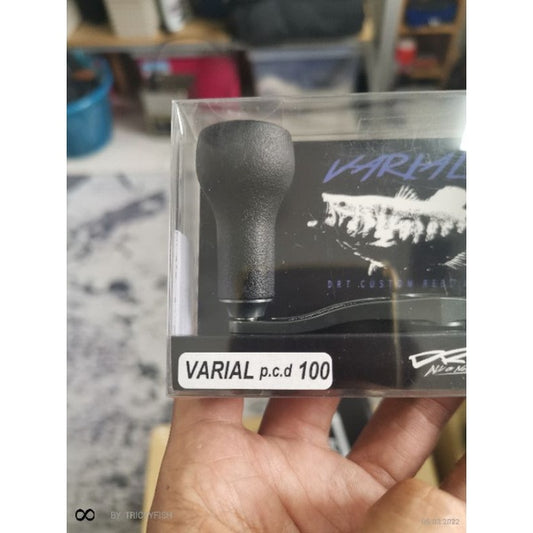 VARIAL
DRT CUSTOM REEL
VARIAL p.c.d 100
BY TRICKYFISH